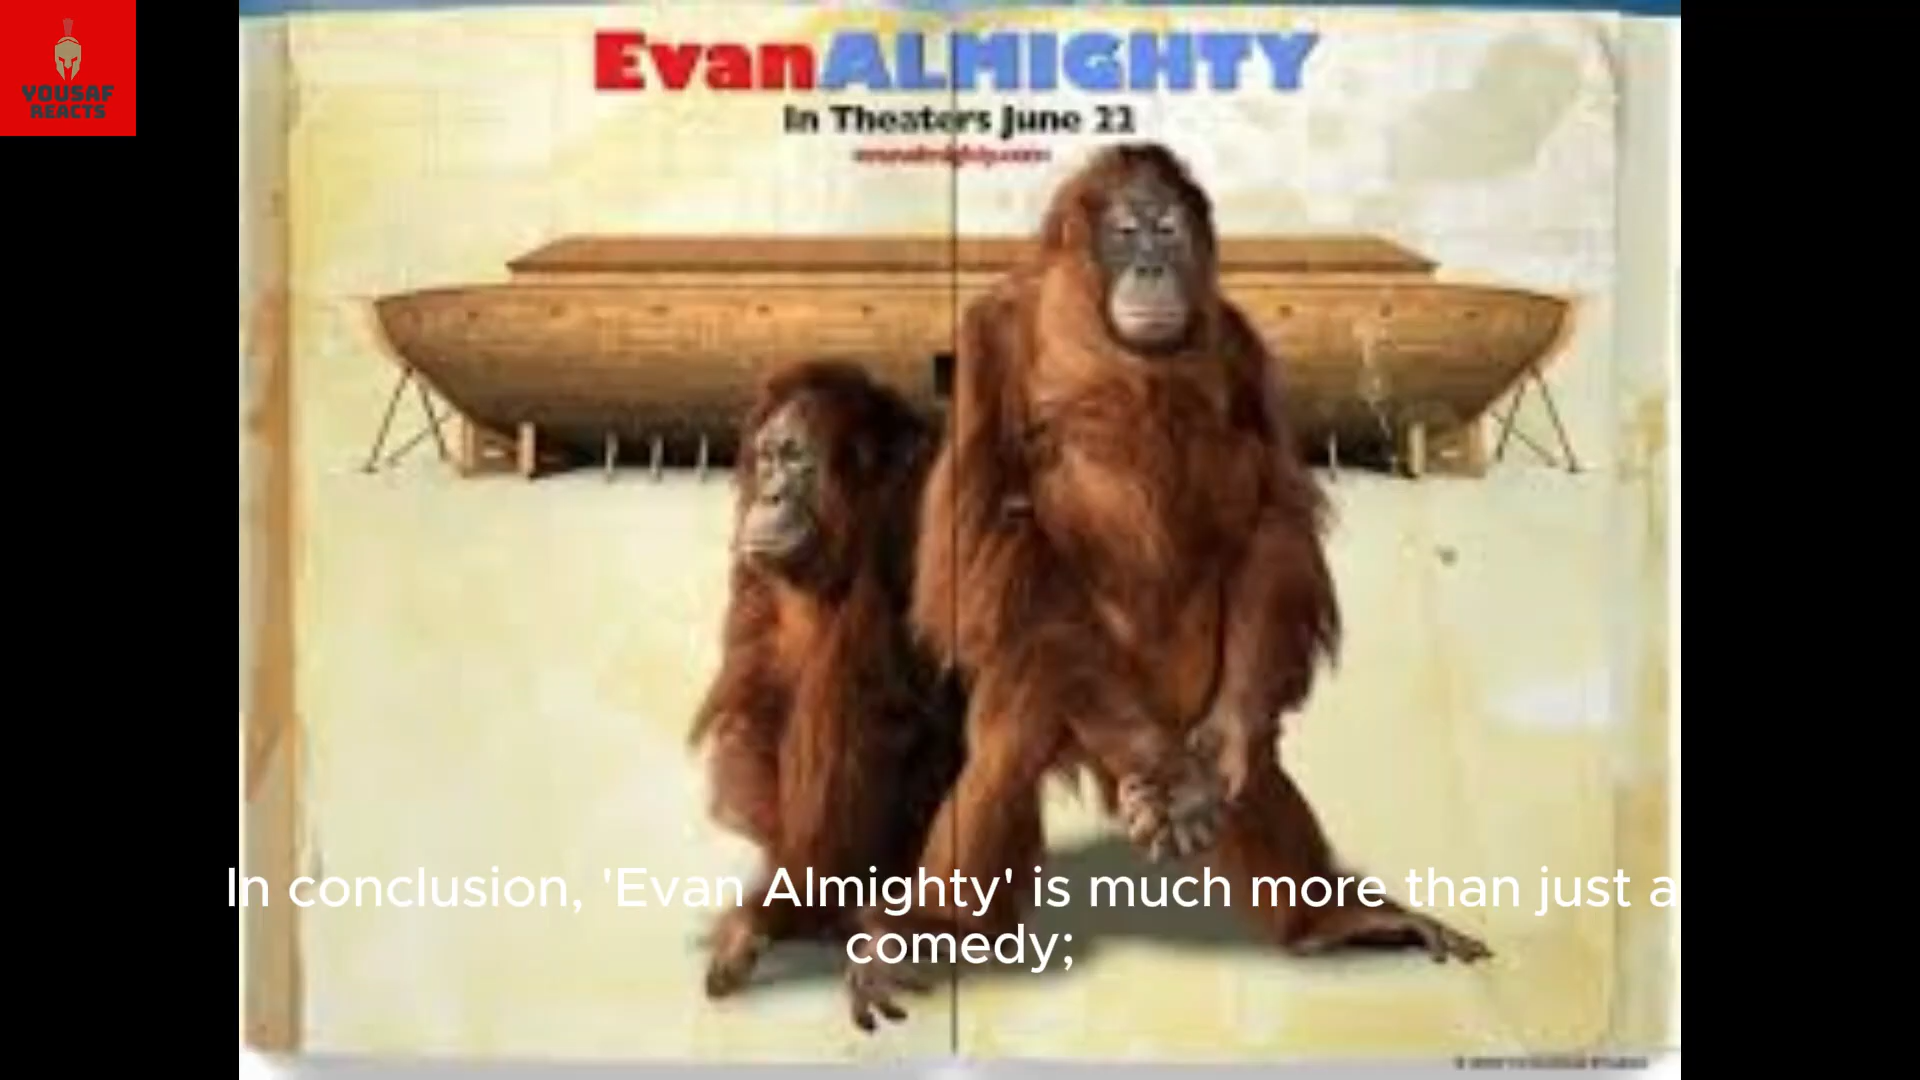 YOUSAF
REACTS
EvanALMIGHTY
In Theaters June 22
In conclusion, 'Evan Almighty' is much more than just a
comedy;